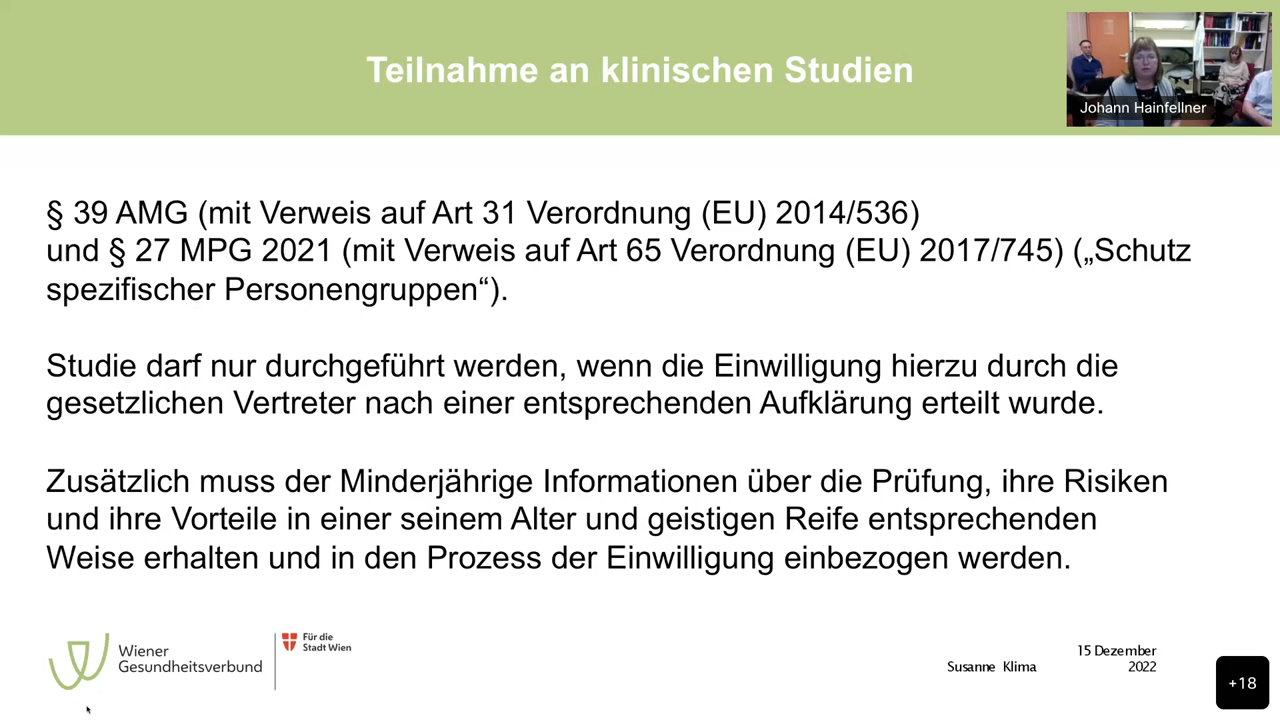 Teilnahme an klinischen Studien
Johann Hainfellner
§ 39 AMG (mit Verweis auf Art 31 Verordnung (EU) 2014/536)
und § 27 MPG 2021 (mit Verweis auf Art 65 Verordnung (EU) 2017/745) („Schutz
spezifischer Personengruppen“).
Studie darf nur durchgeführt werden, wenn die Einwilligung hierzu durch die
gesetzlichen Vertreter nach einer entsprechenden Aufklärung erteilt wurde.
Zusätzlich muss der Minderjährige Informationen über die Prüfung, ihre Risiken
und ihre Vorteile in einer seinem Alter und geistigen Reife entsprechenden
Weise erhalten und in den Prozess der Einwilligung einbezogen werden.
Wiener
Gesundheitsverbund
Für die
Stadt Wien
Susanne Klima
15 Dezember
2022
+18